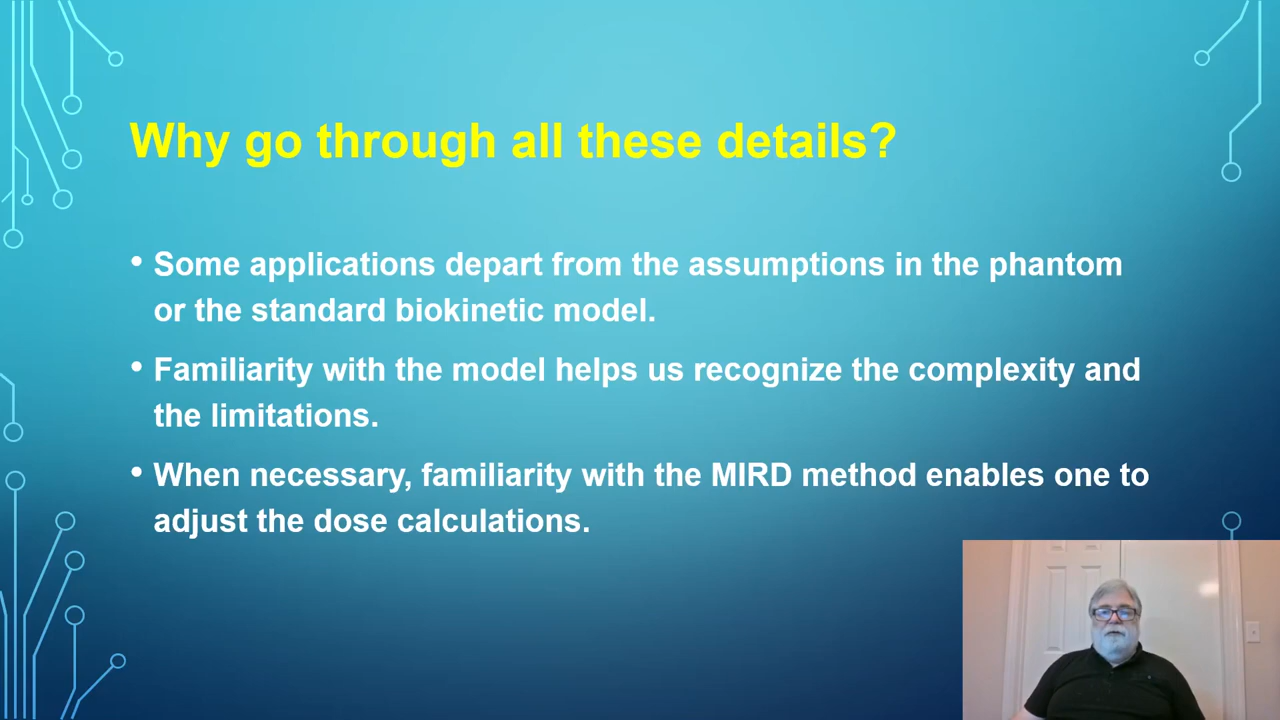 Why go through all these details?
• Some applications depart from the assumptions in the phantom
or the standard biokinetic model.
• Familiarity with the model helps us recognize the complexity and
the limitations.
• When necessary, familiarity with the MIRD method enables one to
adjust the dose calculations.